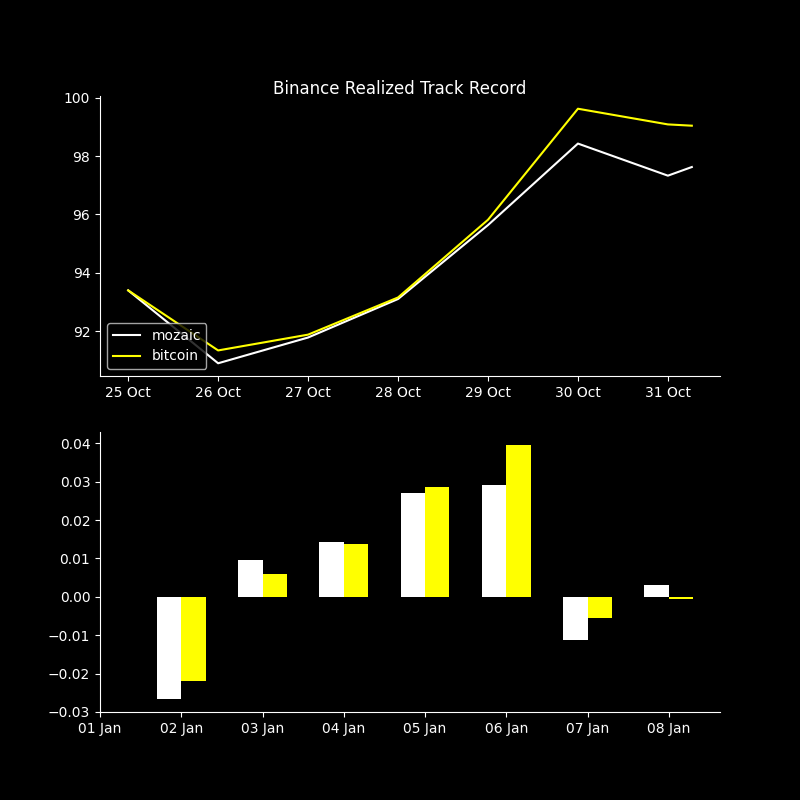 Binance Realized Track Record
100
98
96
94
92
mozaic
bitcoin
25 Oct 26 Oct 27 Oct 28 Oct 29 Oct 30 Oct 31 Oct
0.04
0.03
0.02
0.01
0.00
−0.01
−0.02
−0.03
01 Jan 02 Jan 03 Jan 04 Jan 05 Jan 06 Jan 07 Jan 08 Jan